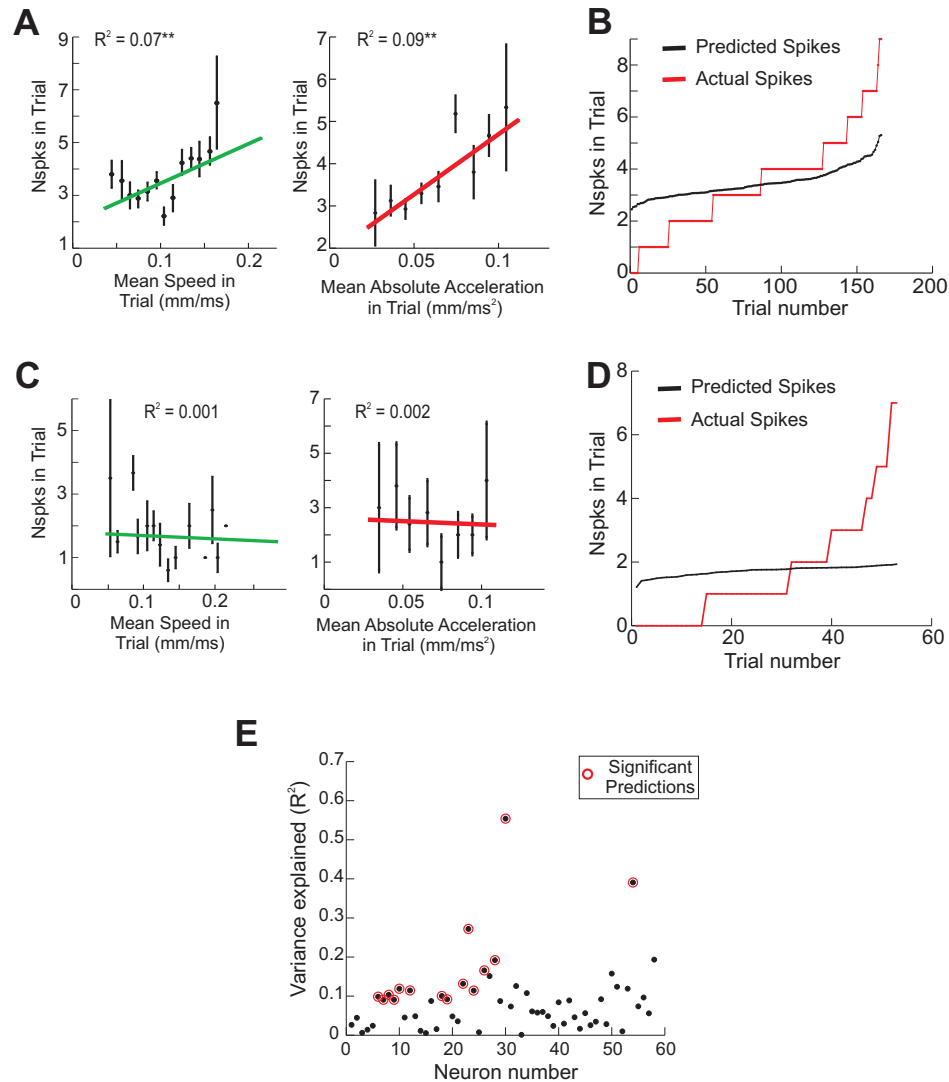 A
R² = 0.07**
Nspks in Trial
9
7
5
3
1
0
0.1
0.2
Mean Speed in
Trial (mm/ms)
R² = 0.09**
Nspks in Trial
7
6
5
4
3
2
0
0.05
0.1
Mean Absolute Acceleration
in Trial (mm/ms²)
B
Predicted Spikes
Actual Spikes
Nspks in Trial
8
6
4
2
0
0
50
100
150
200
Trial number
C
R² = 0.001
Nspks in Trial
5
3
1
0
0.1
0.2
Mean Speed in
Trial (mm/ms)
R² = 0.002
Nspks in Trial
7
5
3
1
0
0.05
0.1
Mean Absolute Acceleration
in Trial (mm/ms²)
D
Predicted Spikes
Actual Spikes
Nspks in Trial
8
6
4
2
0
0
20
40
60
Trial number
E
Significant
Predictions
Variance explained (R²)
0.7
0.6
0.5
0.4
0.3
0.2
0.1
0
0
10
20
30
40
50
60
Neuron number